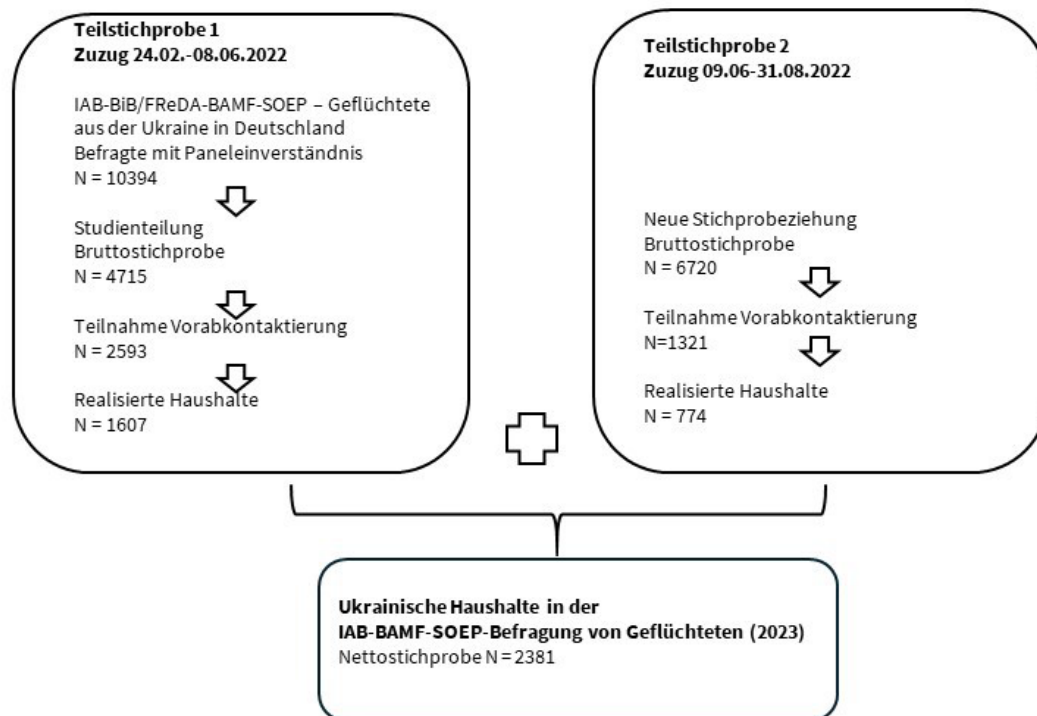 Teilstichprobe 1
Zuzug 24.02.-08.06.2022
IAB-BiB/FReDA-BAMF-SOEP – Geflüchtete
aus der Ukraine in Deutschland
Befragte mit Paneleinverständnis
N = 10394
Studienteilung
Bruttostichprobe
N = 4715
Teilnahme Vorabkontaktierung
N = 2593
Realisierte Haushalte
N = 1607
Teilstichprobe 2
Zuzug 09.06-31.08.2022
Neue Stichprobeziehung
Bruttostichprobe
N = 6720
Teilnahme Vorabkontaktierung
N=1321
Realisierte Haushalte
N = 774
Ukrainische Haushalte in der
IAB-BAMF-SOEP-Befragung von Geflüchteten (2023)
Nettostichprobe N = 2381